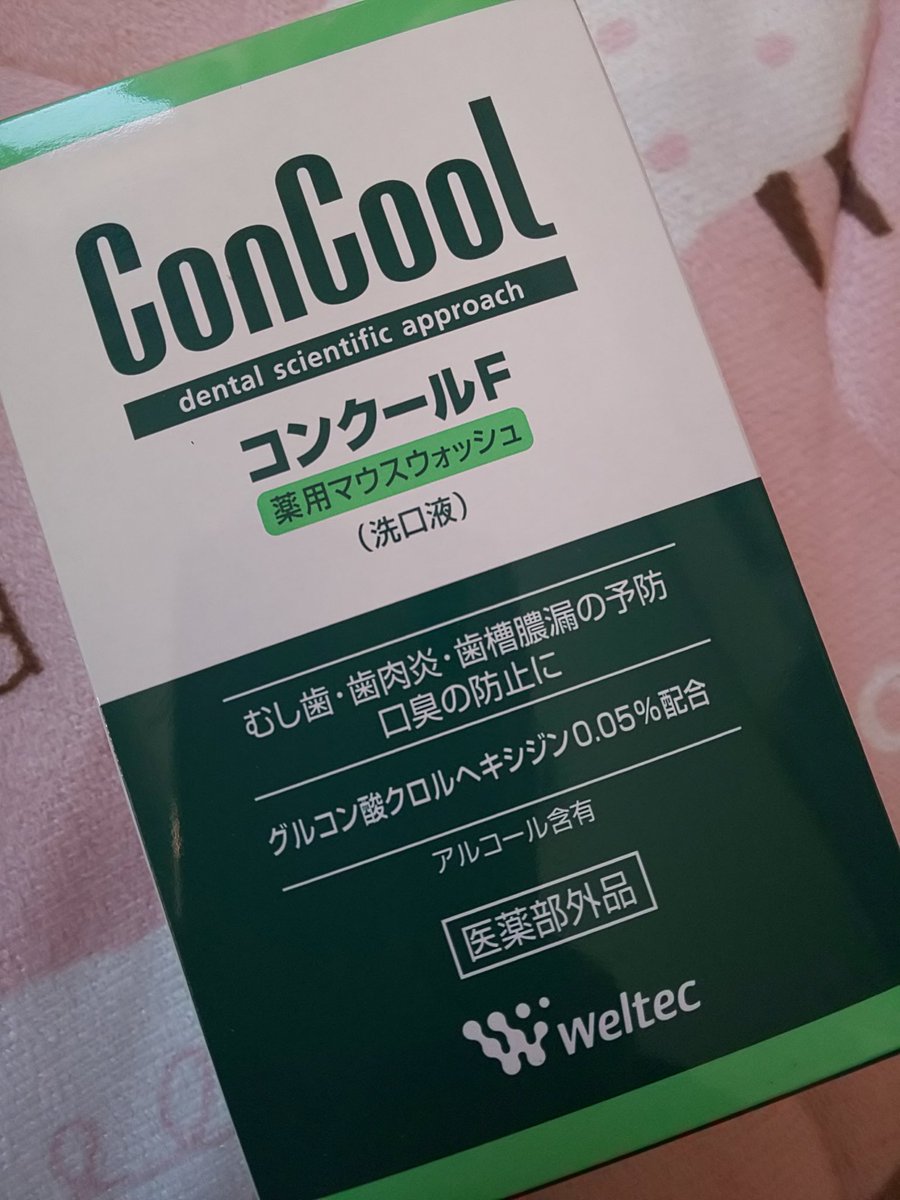 ConCool
dental scientific approach
コンクールF
薬用マウスウォッシュ
（洗口液）
むし歯・歯肉炎・歯槽膿漏の予防
口臭の防止に
グルコン酸クロルヘキシジン0.05％配合
アルコール含有
医薬部外品
weltec